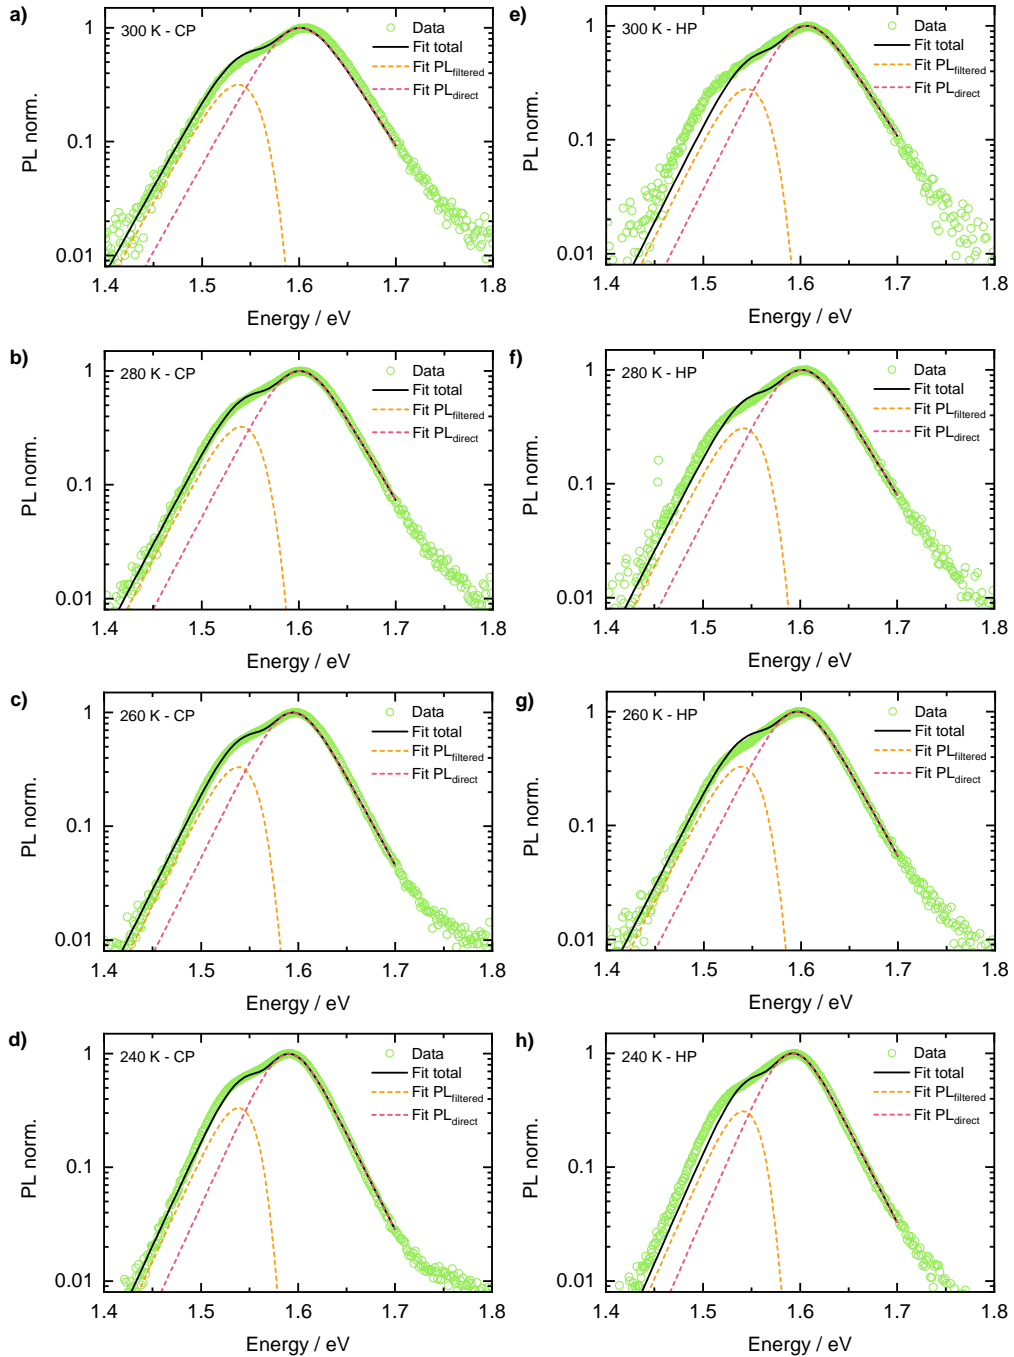 a)
300 K - CP
Data
Fit total
Fit PLfiltered
Fit PLdirect
PL norm.
1
0.1
0.01
1.4 1.5 1.6 1.7 1.8
Energy / eV
e)
300 K - HP
Data
Fit total
Fit PLfiltered
Fit PLdirect
PL norm.
1
0.1
0.01
1.4 1.5 1.6 1.7 1.8
Energy / eV
b)
280 K - CP
Data
Fit total
Fit PLfiltered
Fit PLdirect
PL norm.
1
0.1
0.01
1.4 1.5 1.6 1.7 1.8
Energy / eV
f)
280 K - HP
Data
Fit total
Fit PLfiltered
Fit PLdirect
PL norm.
1
0.1
0.01
1.4 1.5 1.6 1.7 1.8
Energy / eV
c)
260 K - CP
Data
Fit total
Fit PLfiltered
Fit PLdirect
PL norm.
1
0.1
0.01
1.4 1.5 1.6 1.7 1.8
Energy / eV
g)
260 K - HP
Data
Fit total
Fit PLfiltered
Fit PLdirect
PL norm.
1
0.1
0.01
1.4 1.5 1.6 1.7 1.8
Energy / eV
d)
240 K - CP
Data
Fit total
Fit PLfiltered
Fit PLdirect
PL norm.
1
0.1
0.01
1.4 1.5 1.6 1.7 1.8
Energy / eV
h)
240 K - HP
Data
Fit total
Fit PLfiltered
Fit PLdirect
PL norm.
1
0.1
0.01
1.4 1.5 1.6 1.7 1.8
Energy / eV